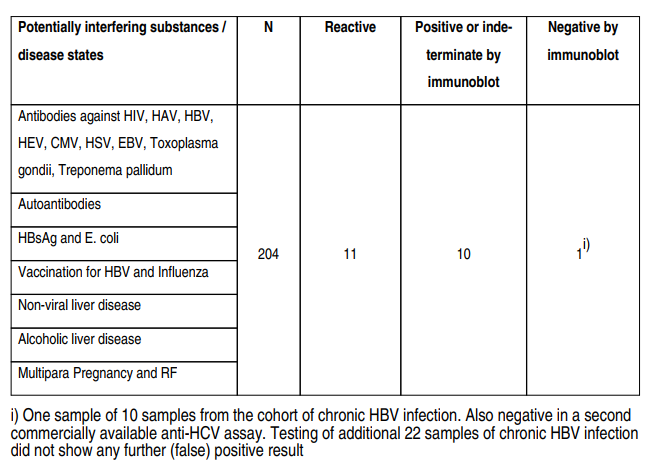 Potentially interfering substances /
disease states
N
Reactive
Positive or inde-
terminate by
immunoblot
Negative by
immunoblot
Antibodies against HIV, HAV, HBV,
HEV, CMV, HSV, EBV, Toxoplasma
gondii, Treponema pallidum
Autoantibodies
HBsAg and E. coli
Vaccination for HBV and Influenza
Non-viral liver disease
Alcoholic liver disease
Multipara Pregnancy and RF
204
11
10
1i)
i) One sample of 10 samples from the cohort of chronic HBV infection. Also negative in a second
commercially available anti-HCV assay. Testing of additional 22 samples of chronic HBV infection
did not show any further (false) positive result